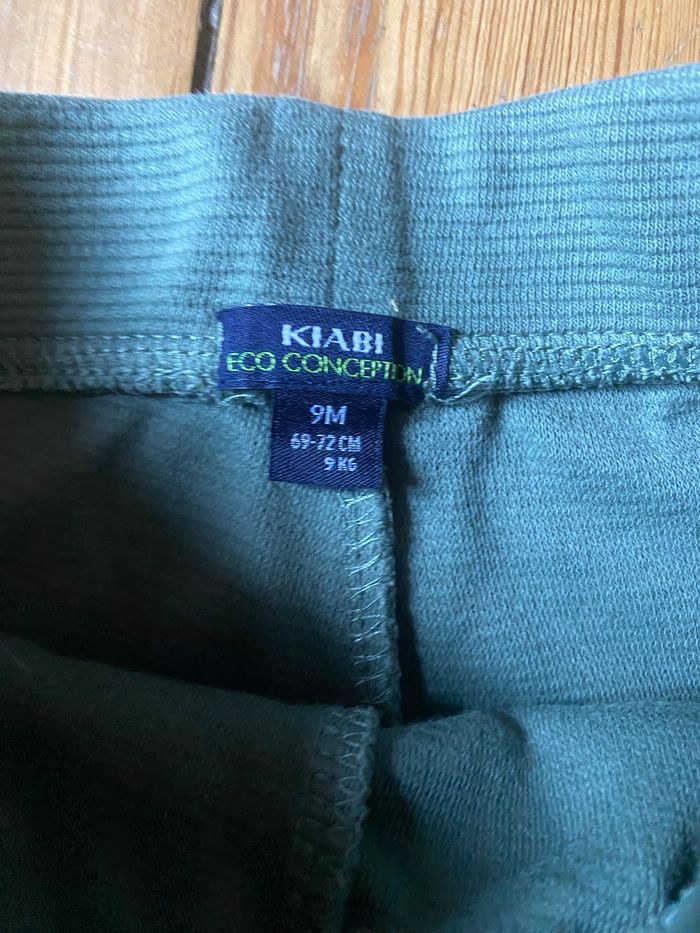 KIABI
ECO CONCEPTION
9M
69-72 CM
9 KG